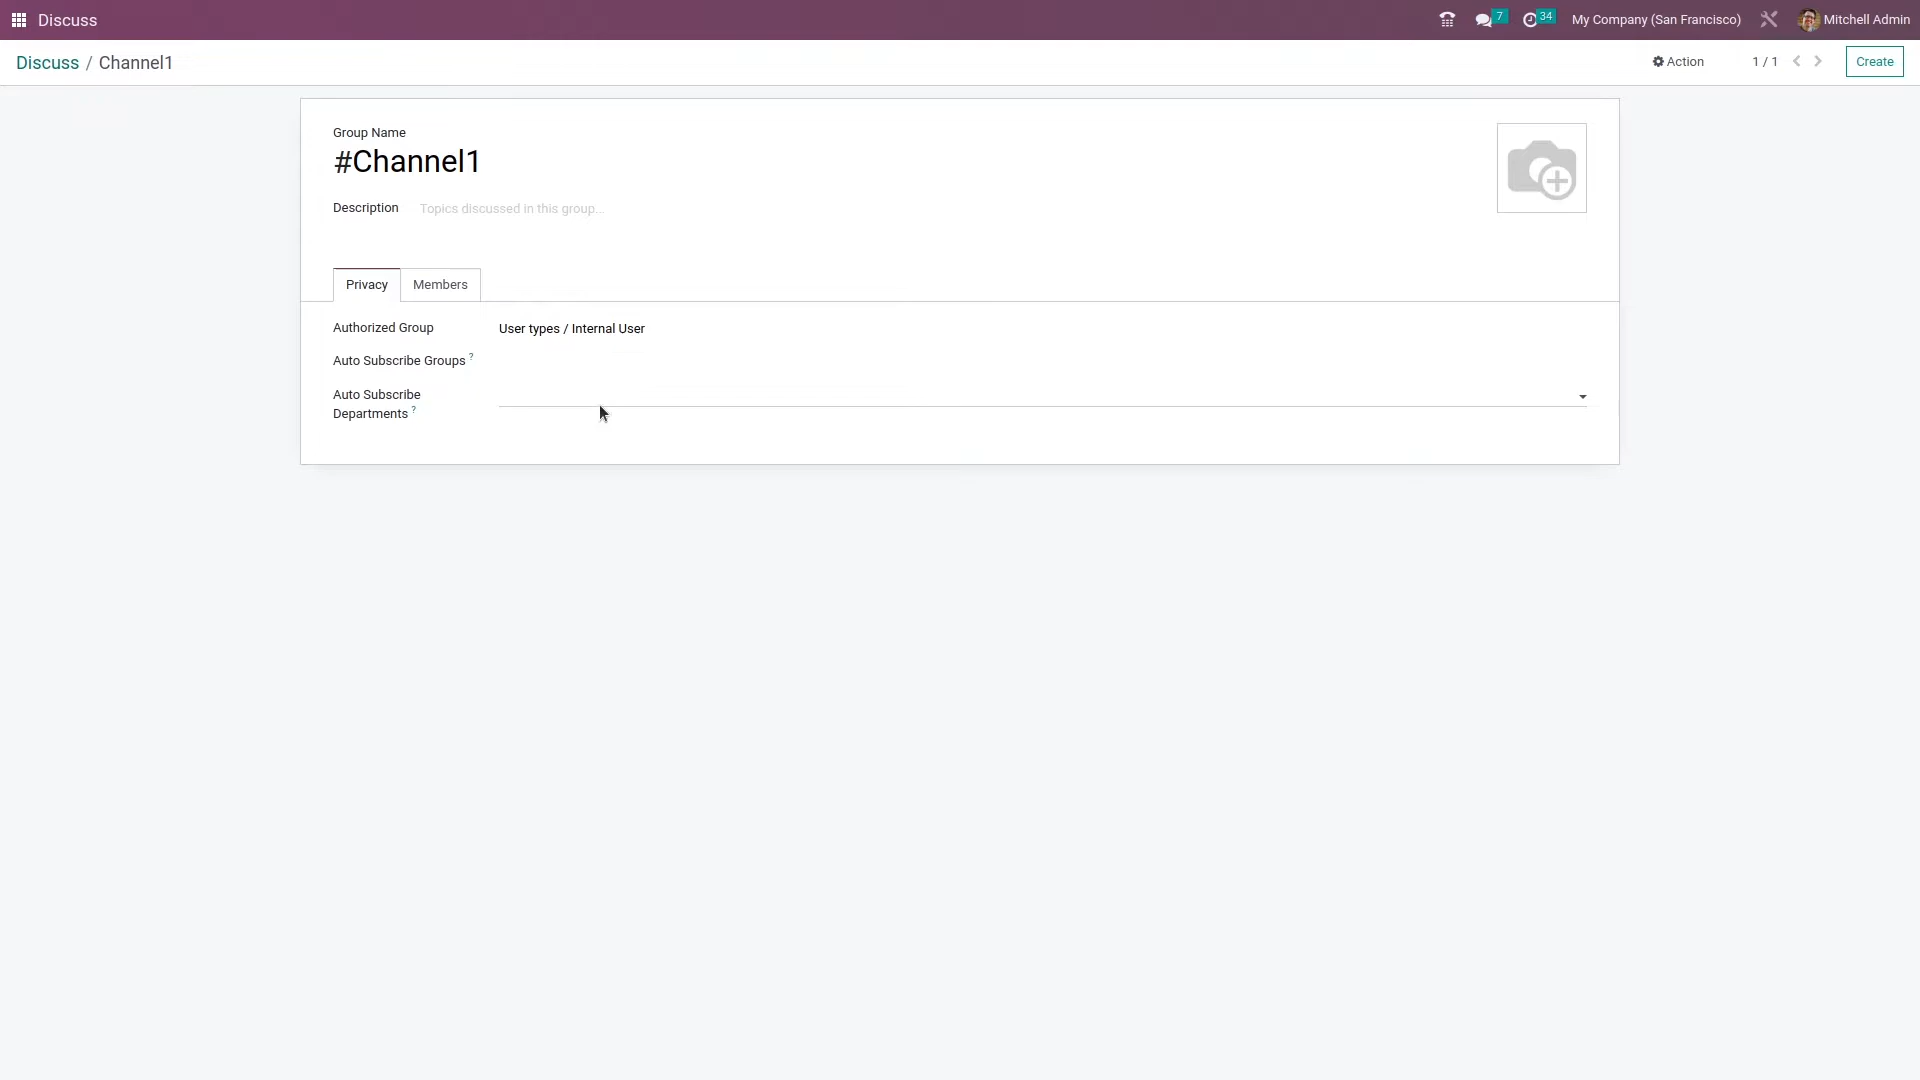 Discuss
7
34
My Company (San Francisco)
Mitchell Admin
Discuss / Channel1
Action
1 / 1
Create
Group Name
#Channel1
Description
Topics discussed in this group...
Privacy
Members
Authorized Group
User types / Internal User
Auto Subscribe Groups ?
Auto Subscribe
Departments ?